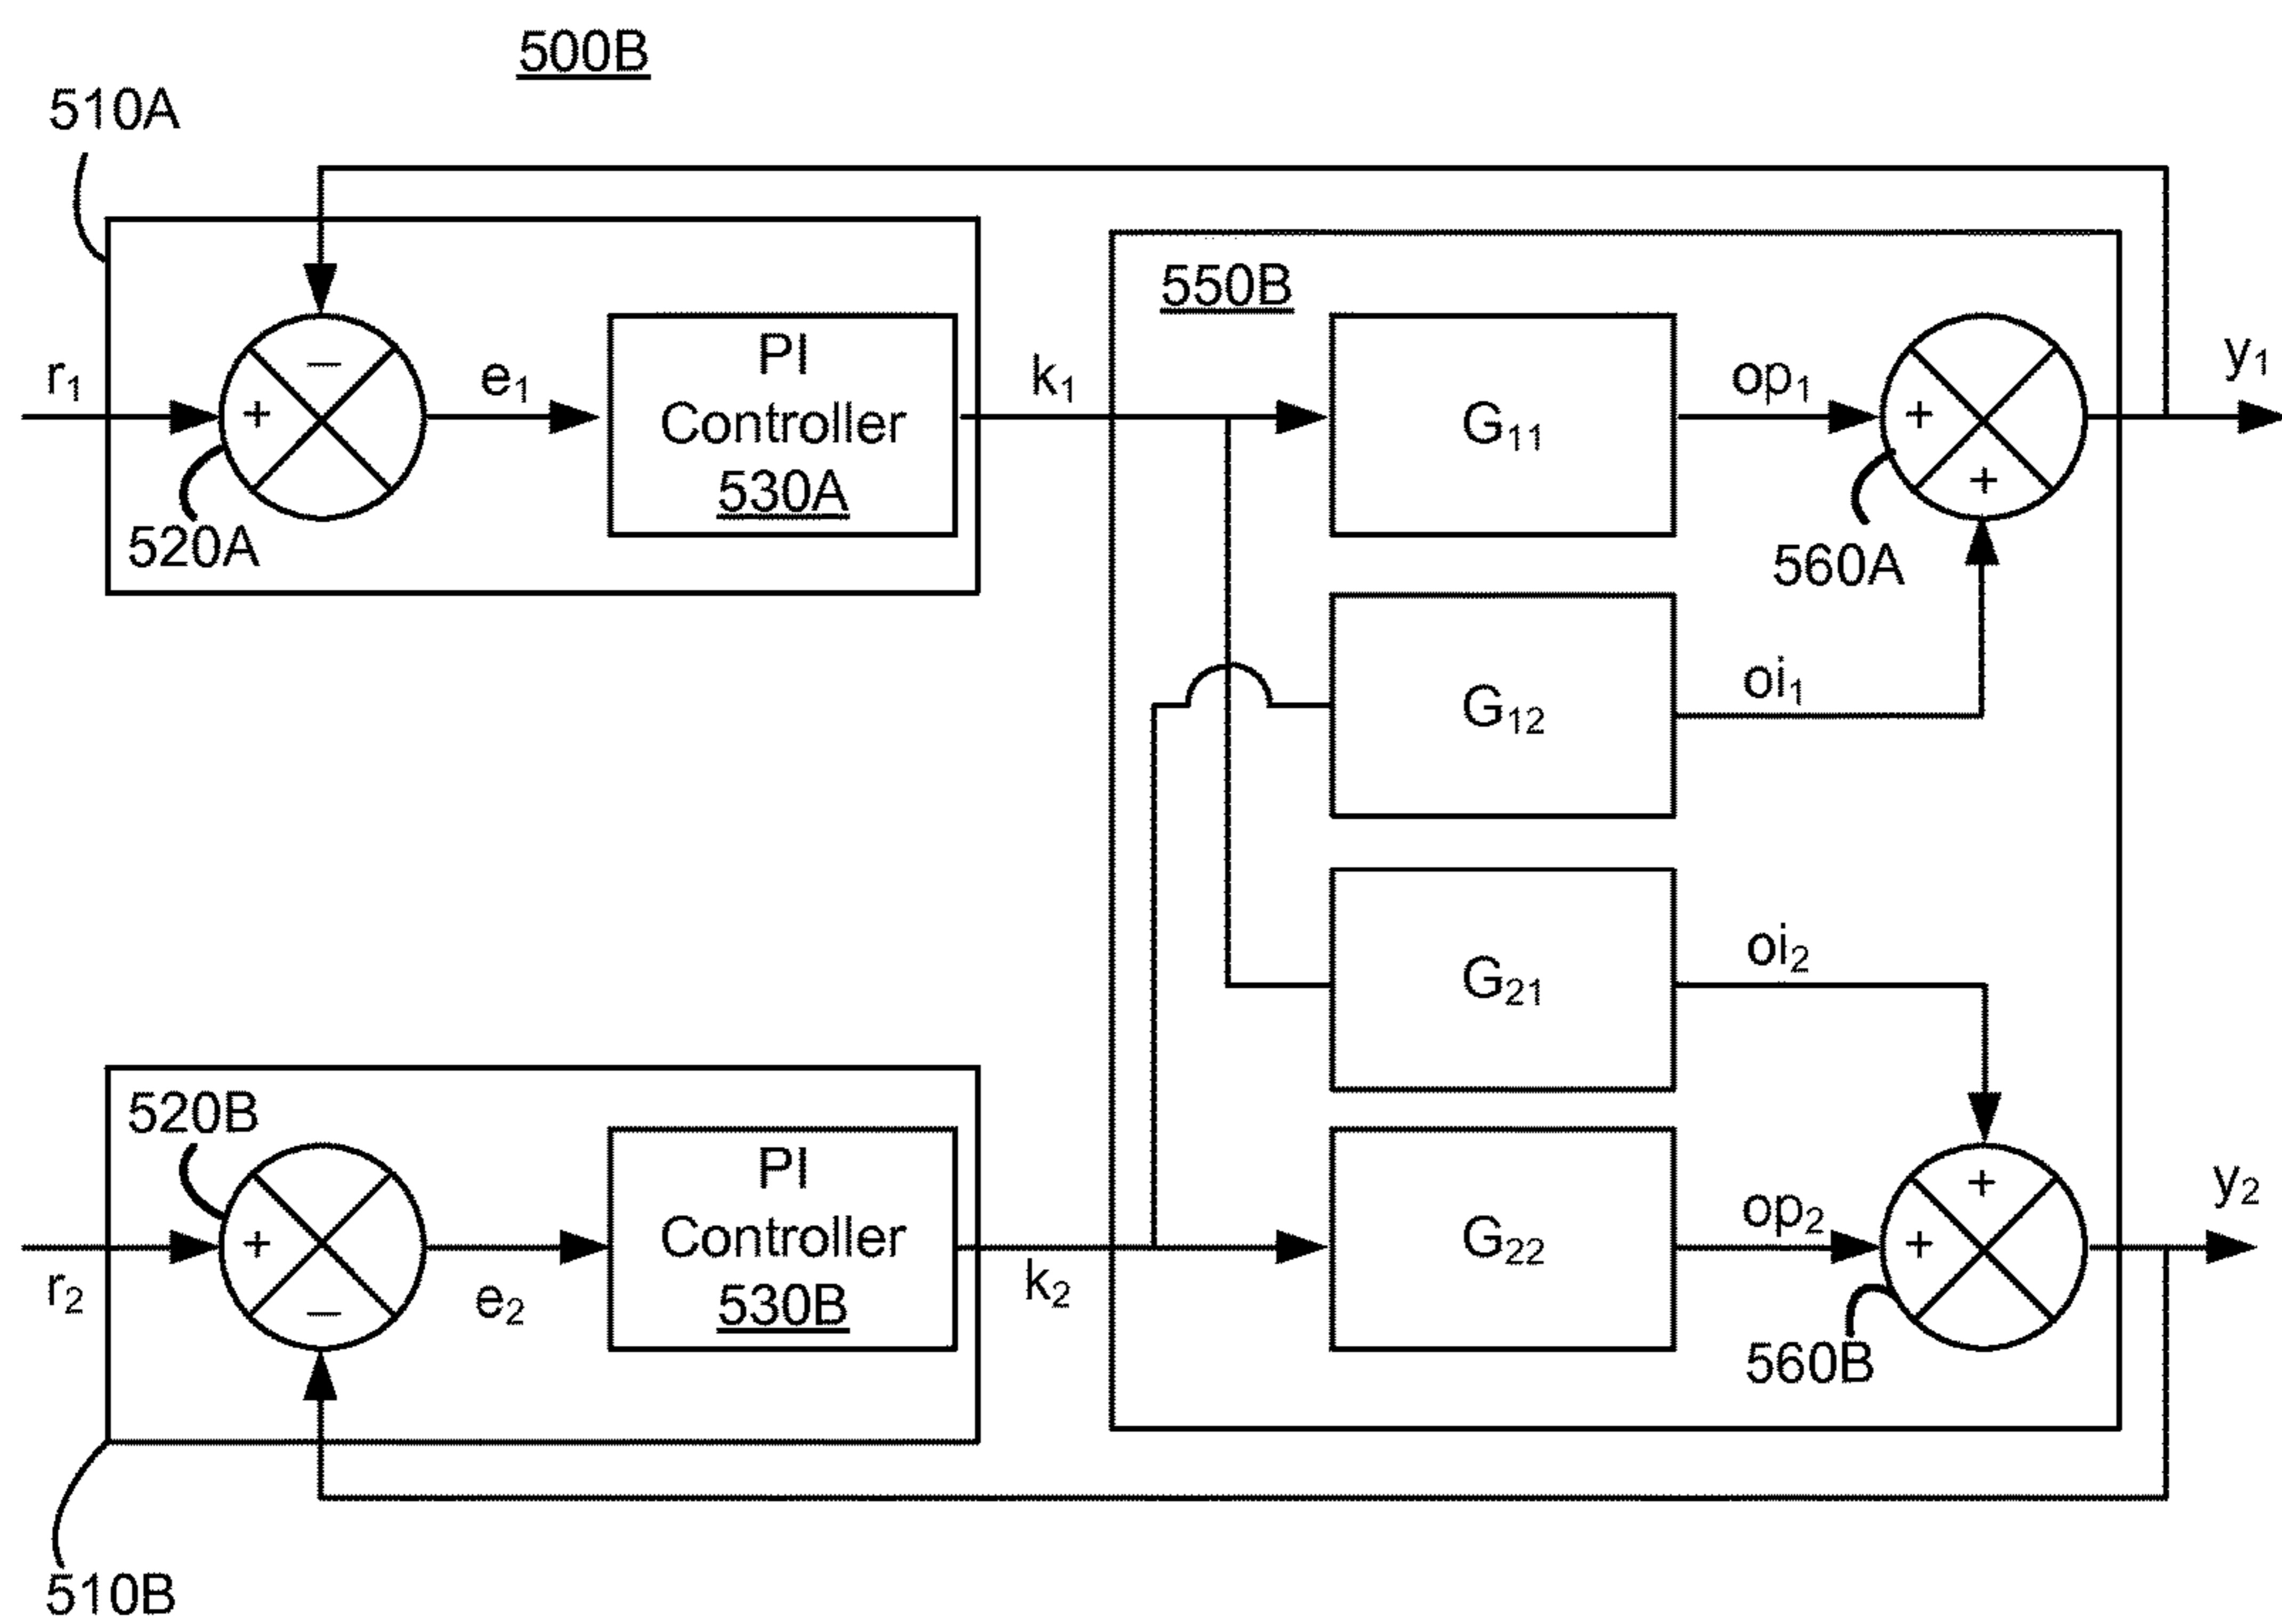 500B
510A
550B
r₁
+
−
e₁
PI
Controller
530A
k₁
G₁₁
op₁
+
+
y₁
520A
560A
G₁₂
oi₁
G₂₁
oi₂
520B
r₂
+
−
e₂
PI
Controller
530B
k₂
G₂₂
op₂
+
+
y₂
560B
510B